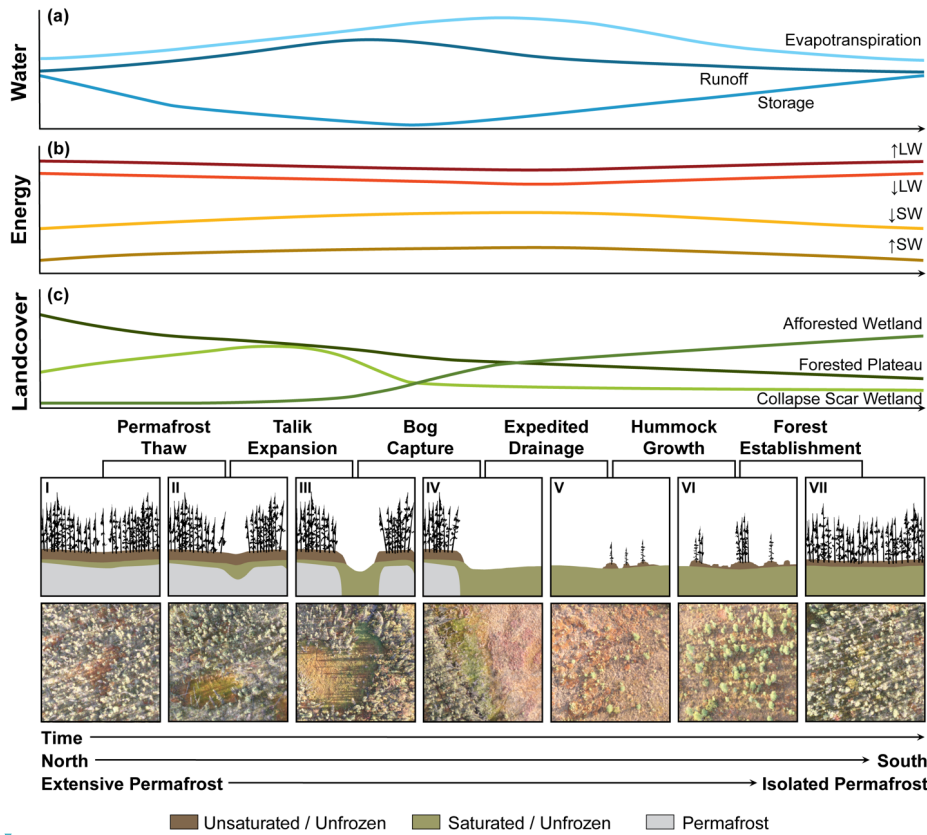 (a)
Water
Evapotranspiration
Runoff
Storage
(b)
Energy
↑LW
↓LW
↓SW
↑SW
(c)
Landcover
Afforested Wetland
Forested Plateau
Collapse Scar Wetland
Permafrost
Thaw
Talik
Expansion
Bog
Capture
Expedited
Drainage
Hummock
Growth
Forest
Establishment
I
II
III
IV
V
VI
VII
Time
North
South
Extensive Permafrost
Isolated Permafrost
Unsaturated / Unfrozen
Saturated / Unfrozen
Permafrost